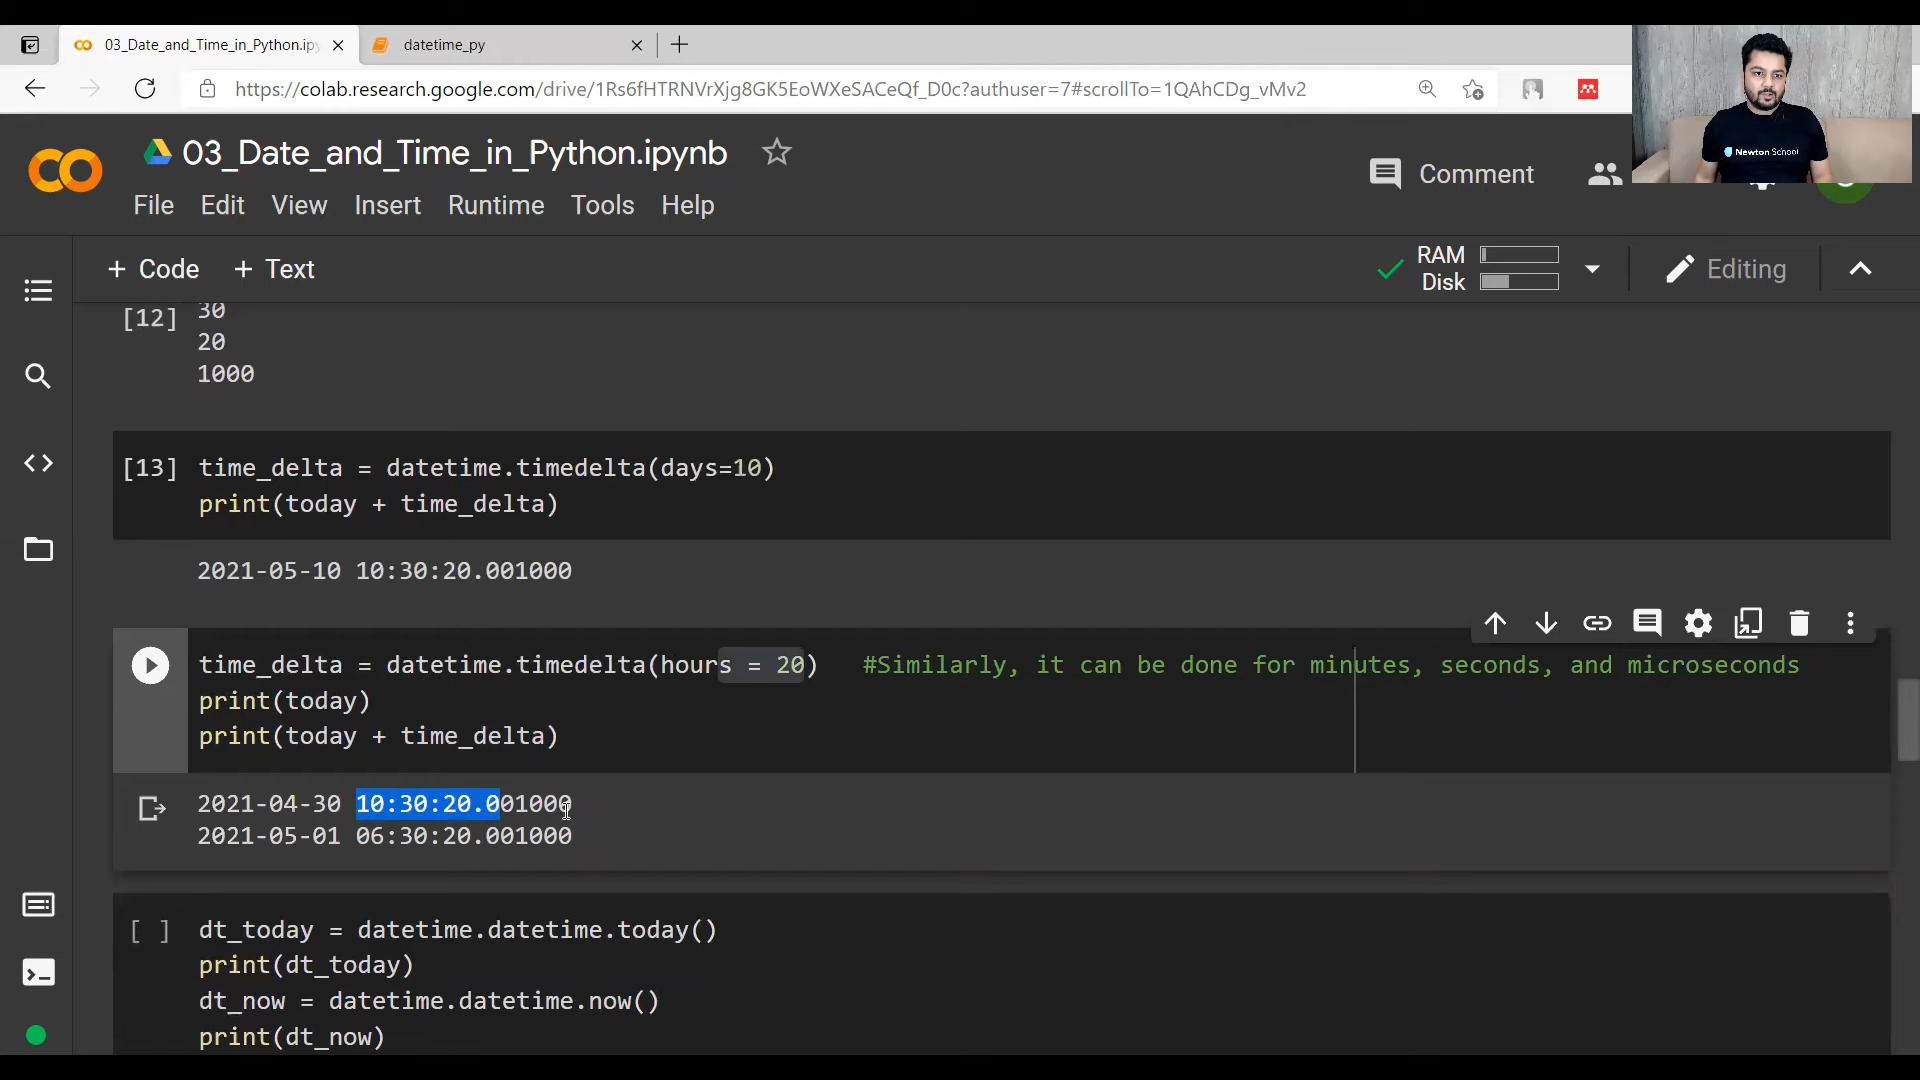 03_Date_and_Time_in_Python.ip
datetime_py
https://colab.research.google.com/drive/1Rs6fHTRNVrXjg8GK5EoWXeSACeQf_D0c?authuser=7#scrollTo=1QAhCDg_vMv2
Newton School
03_Date_and_Time_in_Python.ipynb
Comment
File Edit View Insert Runtime Tools Help
+ Code + Text
RAM
Disk
Editing
[12] 30
20
1000
[13] time_delta = datetime.timedelta(days=10)
print(today + time_delta)
2021-05-10 10:30:20.001000
time_delta = datetime.timedelta(hours = 20) #Similarly, it can be done for minutes, seconds, and microseconds
print(today)
print(today + time_delta)
2021-04-30 10:30:20.001000
2021-05-01 06:30:20.001000
[ ] dt_today = datetime.datetime.today()
print(dt_today)
dt_now = datetime.datetime.now()
print(dt_now)